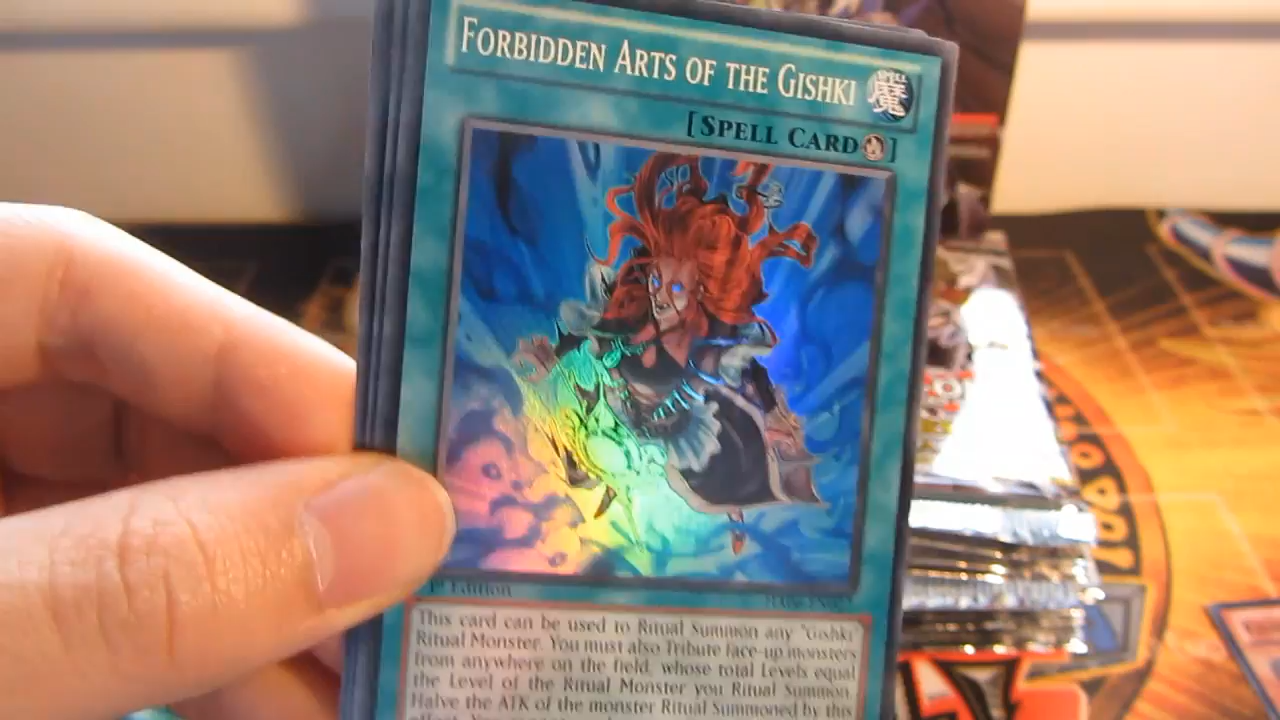 FORBIDDEN ARTS OF THE GISHKI
SPELL
魔
[SPELL CARD]
1st Edition
This card can be used to Ritual Summon any "Gishki"
Ritual Monster. You must also Tribute face-up monsters
from anywhere on the field, whose total Levels equal
the Level of the Ritual Monster you Ritual Summon.
Halve the ATK of the monster Ritual Summoned by this